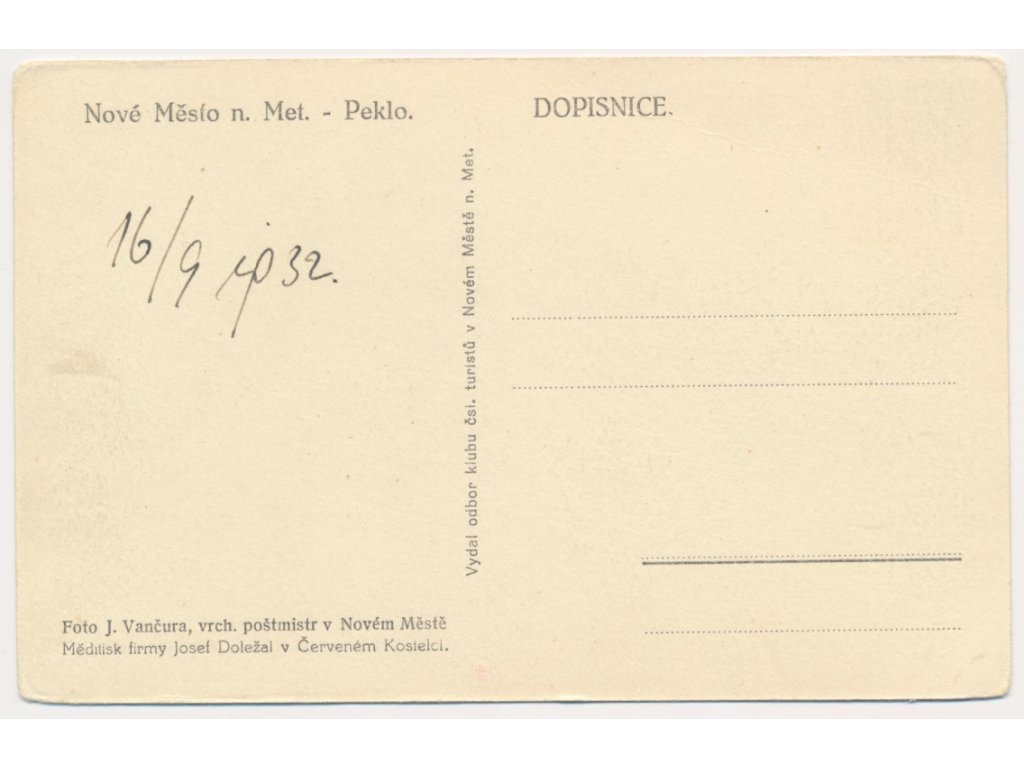 Nové Město n. Met. - Peklo.
DOPISNICE.
16/9 1932.
Vydal odbor klubu čsl. turistů v Novém Městě n. Met.
Foto J. Vančura, vrch. poštmistr v Novém Městě
Měditisk firmy Josef Doležal v Červeném Kostelci.